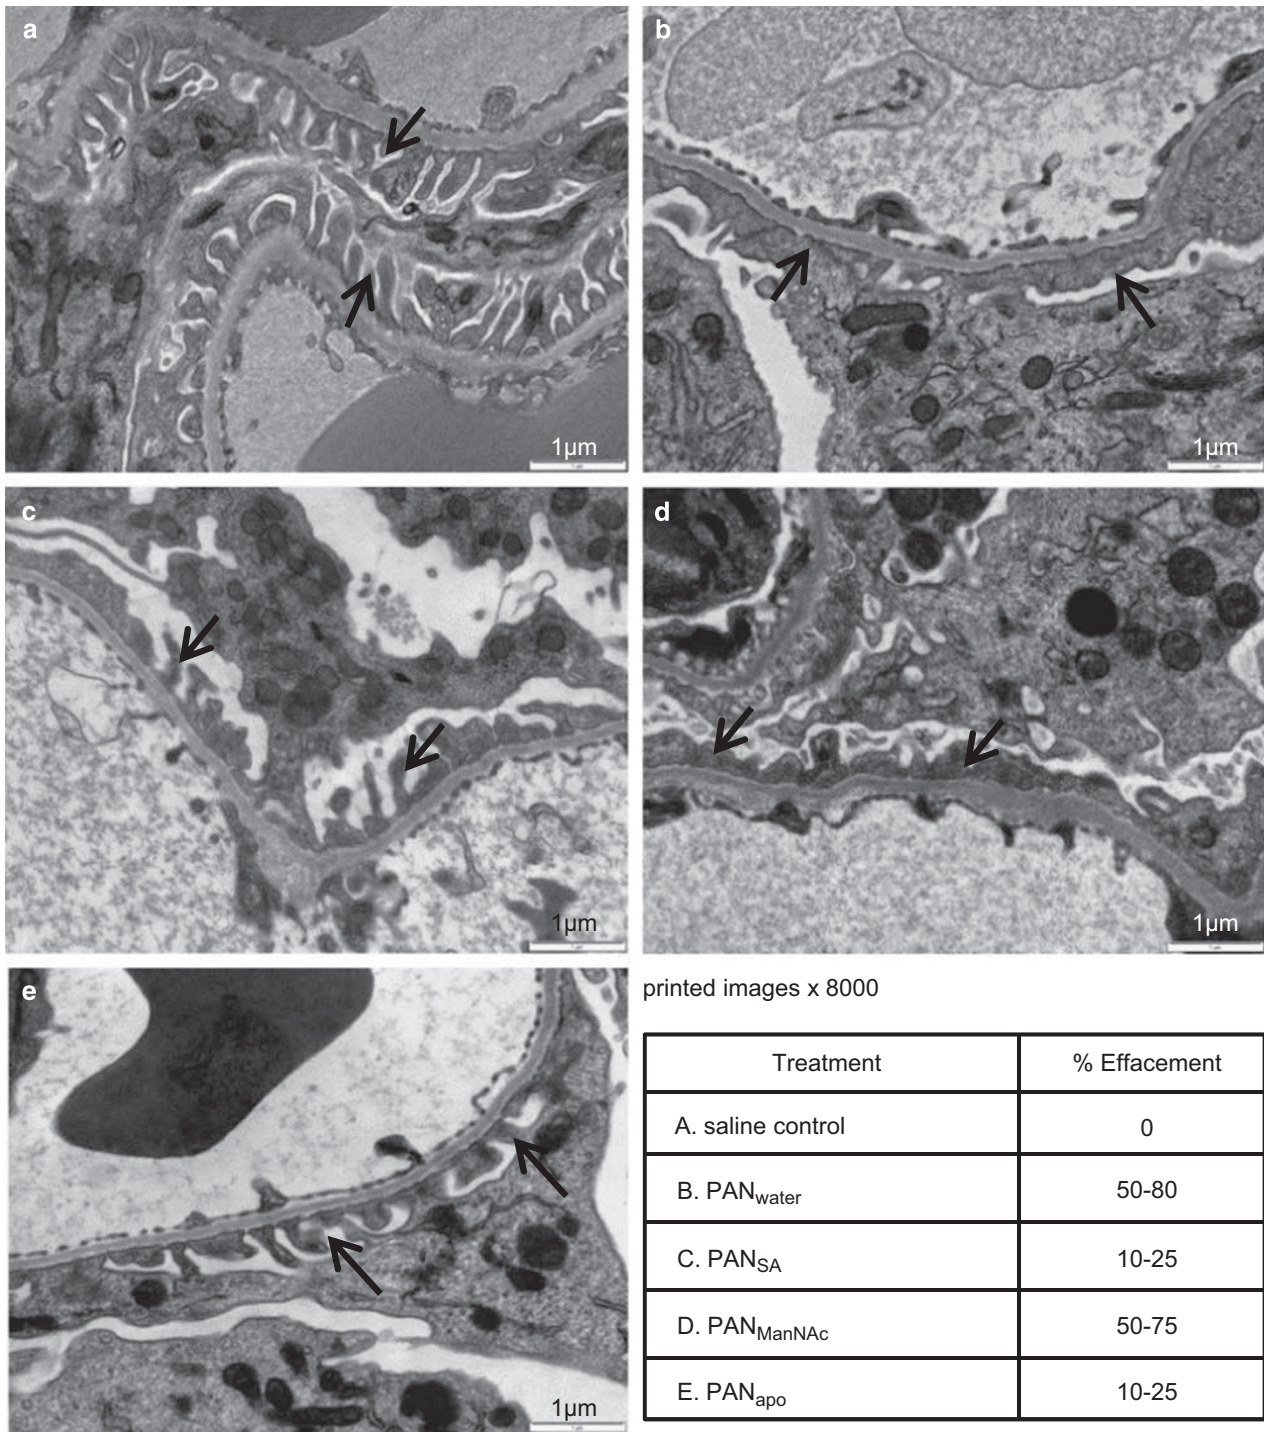 a
b
1µm
1µm
c
d
1µm
1µm
e
1µm
printed images x 8000
Treatment % Effacement
A. saline control 0
B. PANwater 50-80
C. PANSA 10-25
D. PANManNAc 50-75
E. PANapo 10-25